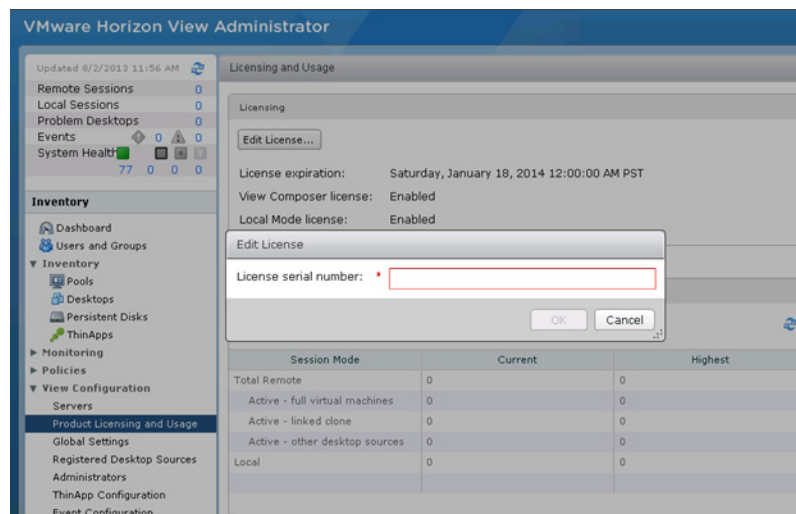 VMware Horizon View Administrator
Updated 8/2/2013 11:56 AM
Remote Sessions 0
Local Sessions 0
Problem Desktops 0
Events 0 0
System Health
77 0 0 0
Inventory
Dashboard
Users and Groups
Inventory
Pools
Desktops
Persistent Disks
ThinApps
Monitoring
Policies
View Configuration
Servers
Product Licensing and Usage
Global Settings
Registered Desktop Sources
Administrators
ThinApp Configuration
Event Configuration
Licensing and Usage
Licensing
Edit License...
License expiration: Saturday, January 18, 2014 12:00:00 AM PST
View Composer license: Enabled
Local Mode license: Enabled
Edit License
License serial number: *
OK Cancel
Session Mode Current Highest
Total Remote 0 0
Active - full virtual machines 0 0
Active - linked clone 0 0
Active - other desktop sources 0 0
Local 0 0